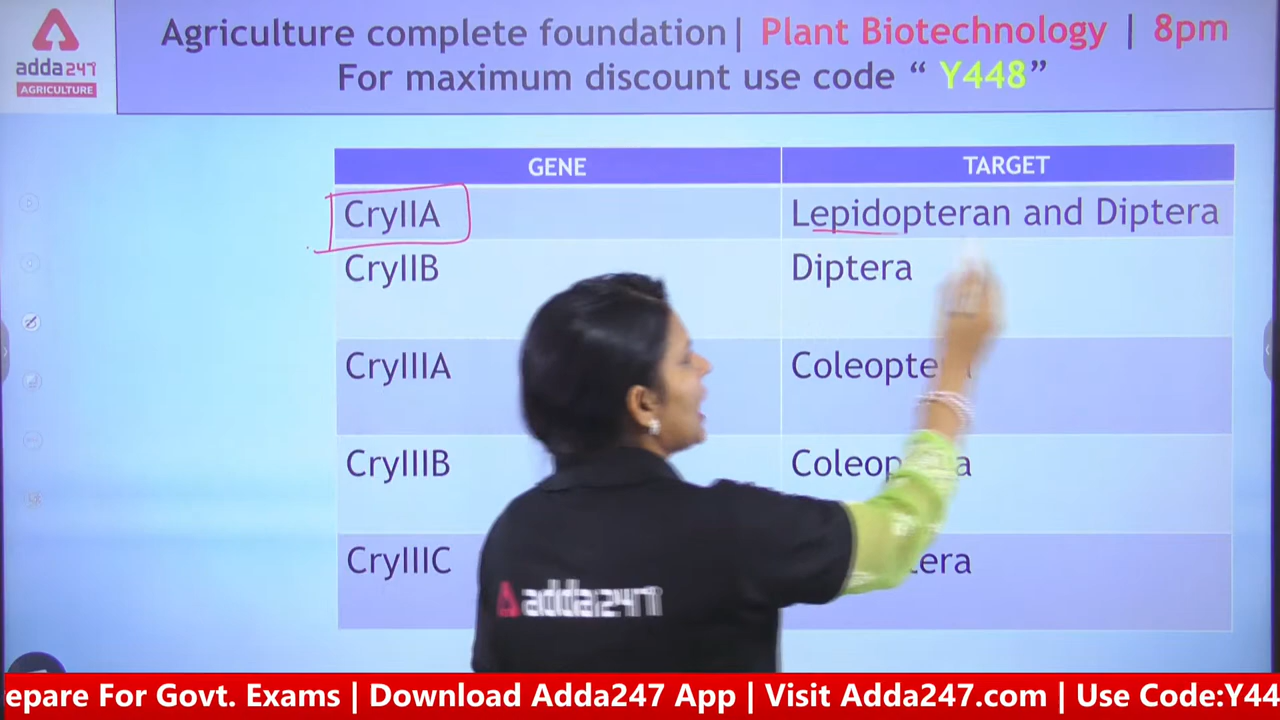 Agriculture complete foundation| Plant Biotechnology | 8pm
For maximum discount use code “ Y448”
adda247
AGRICULTURE
GENE TARGET
CryIIA Lepidopteran and Diptera
CryIIB Diptera
CryIIIA
CryIIIB
CryIIIC
adda247
epare For Govt. Exams | Download Adda247 App | Visit Adda247.com | Use Code:Y44